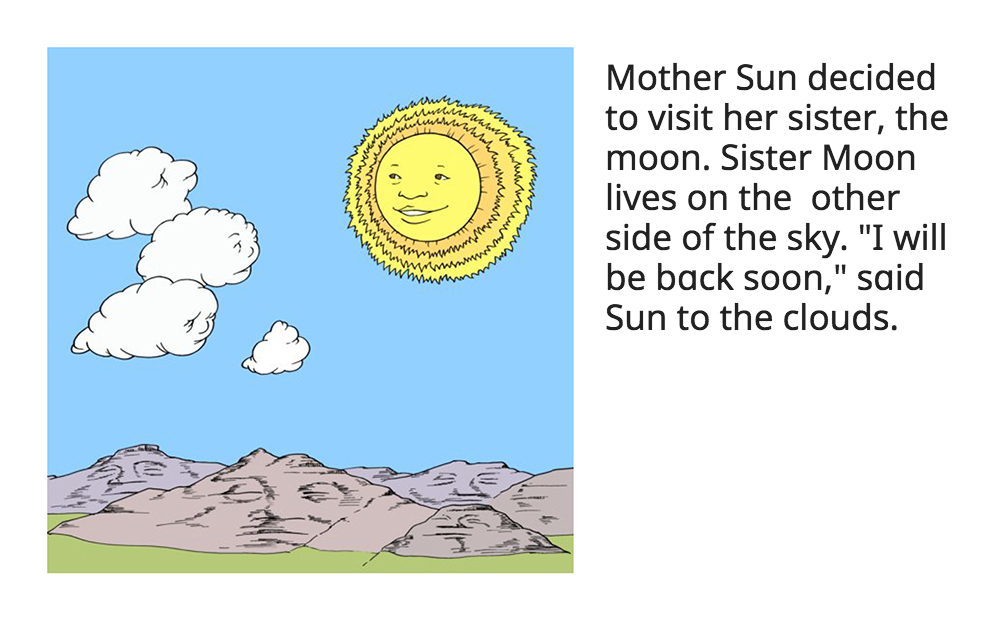 Mother Sun decided
to visit her sister, the
moon. Sister Moon
lives on the  other
side of the sky. "I will
be back soon," said
Sun to the clouds.